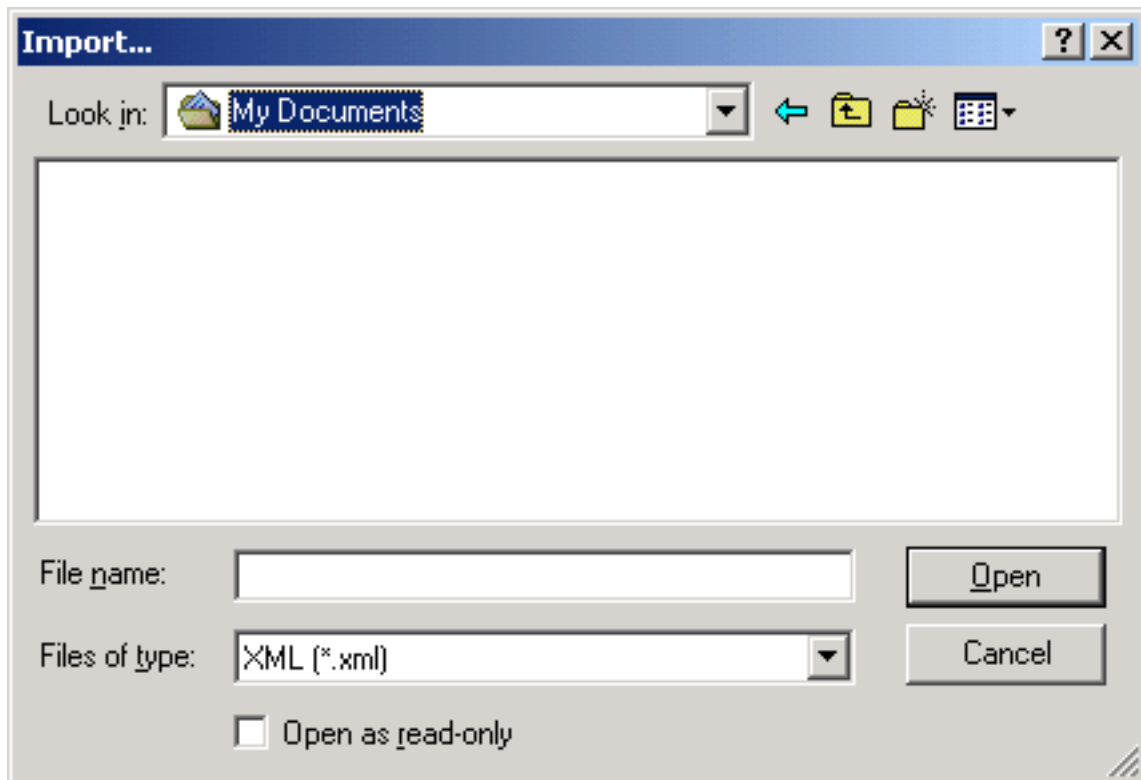 Import...
Look in: My Documents
File name:
Open
Files of type: XML (*.xml)
Cancel
Open as read-only